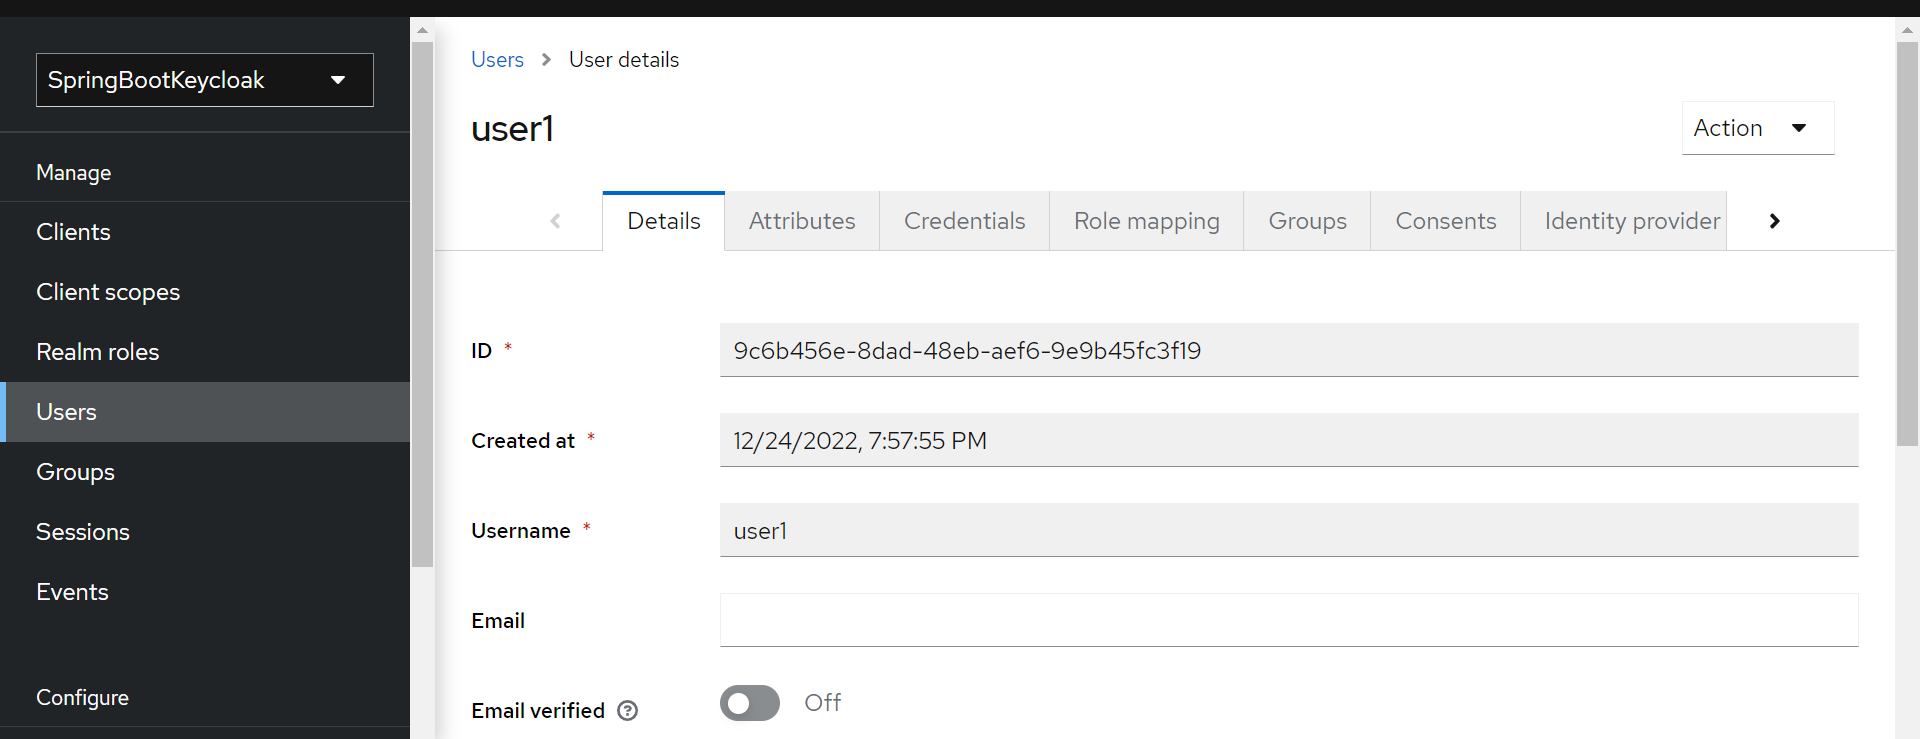 SpringBootKeycloak
Manage
Clients
Client scopes
Realm roles
Users
Groups
Sessions
Events
Configure
Users > User details
user1
Action
Details Attributes Credentials Role mapping Groups Consents Identity provider
ID *
9c6b456e-8dad-48eb-aef6-9e9b45fc3f19
Created at *
12/24/2022, 7:57:55 PM
Username *
user1
Email
Email verified ?
Off